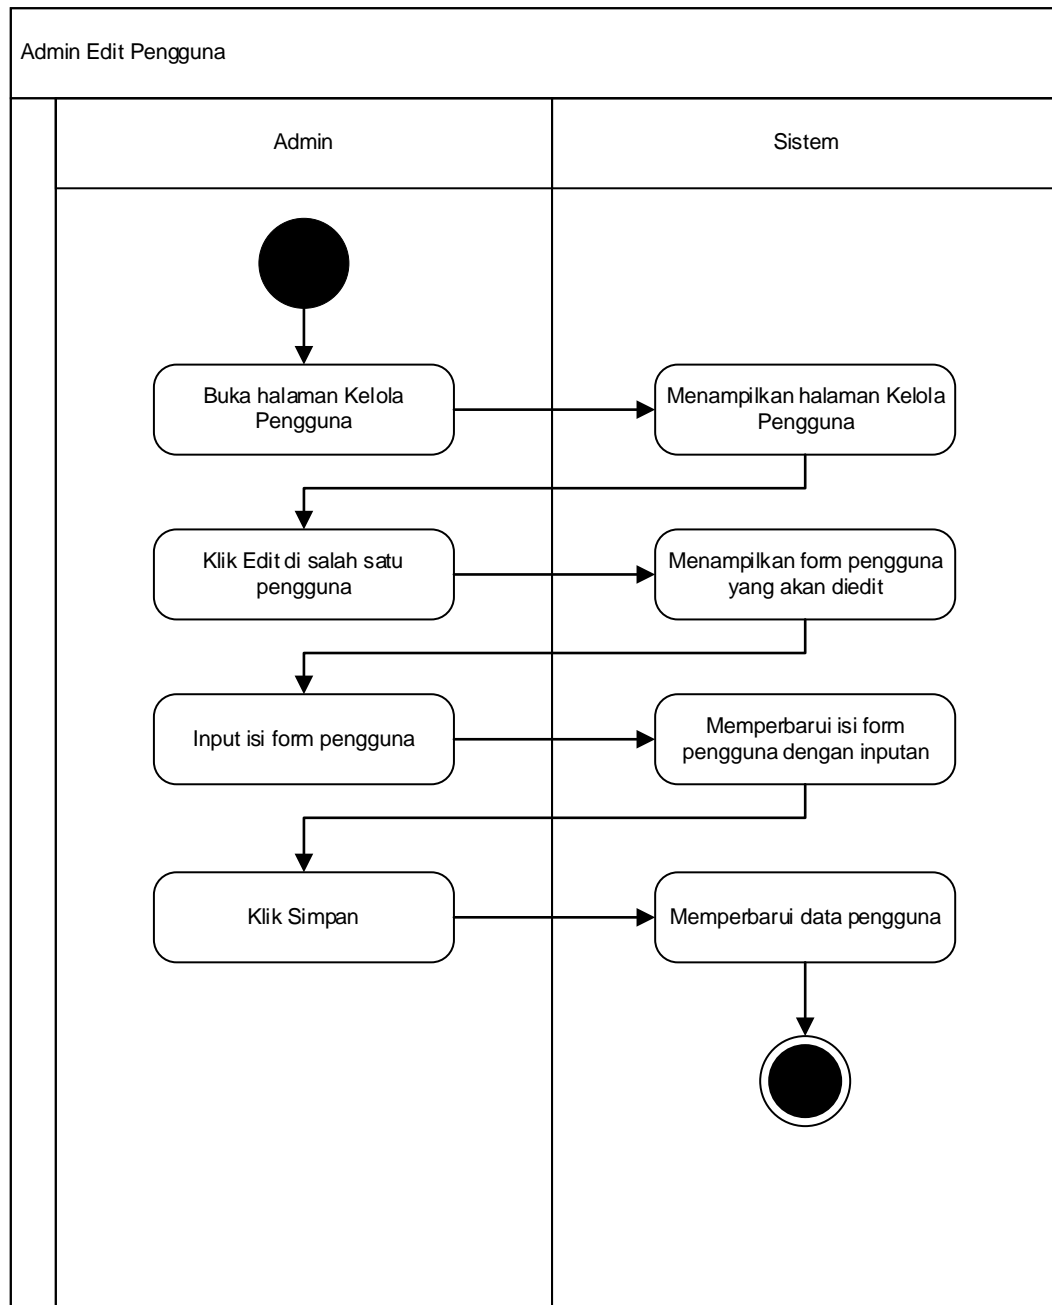 Admin Edit Pengguna
Admin
Sistem
Buka halaman Kelola
Pengguna
Menampilkan halaman Kelola
Pengguna
Klik Edit di salah satu
pengguna
Menampilkan form pengguna
yang akan diedit
Input isi form pengguna
Memperbarui isi form
pengguna dengan inputan
Klik Simpan
Memperbarui data pengguna